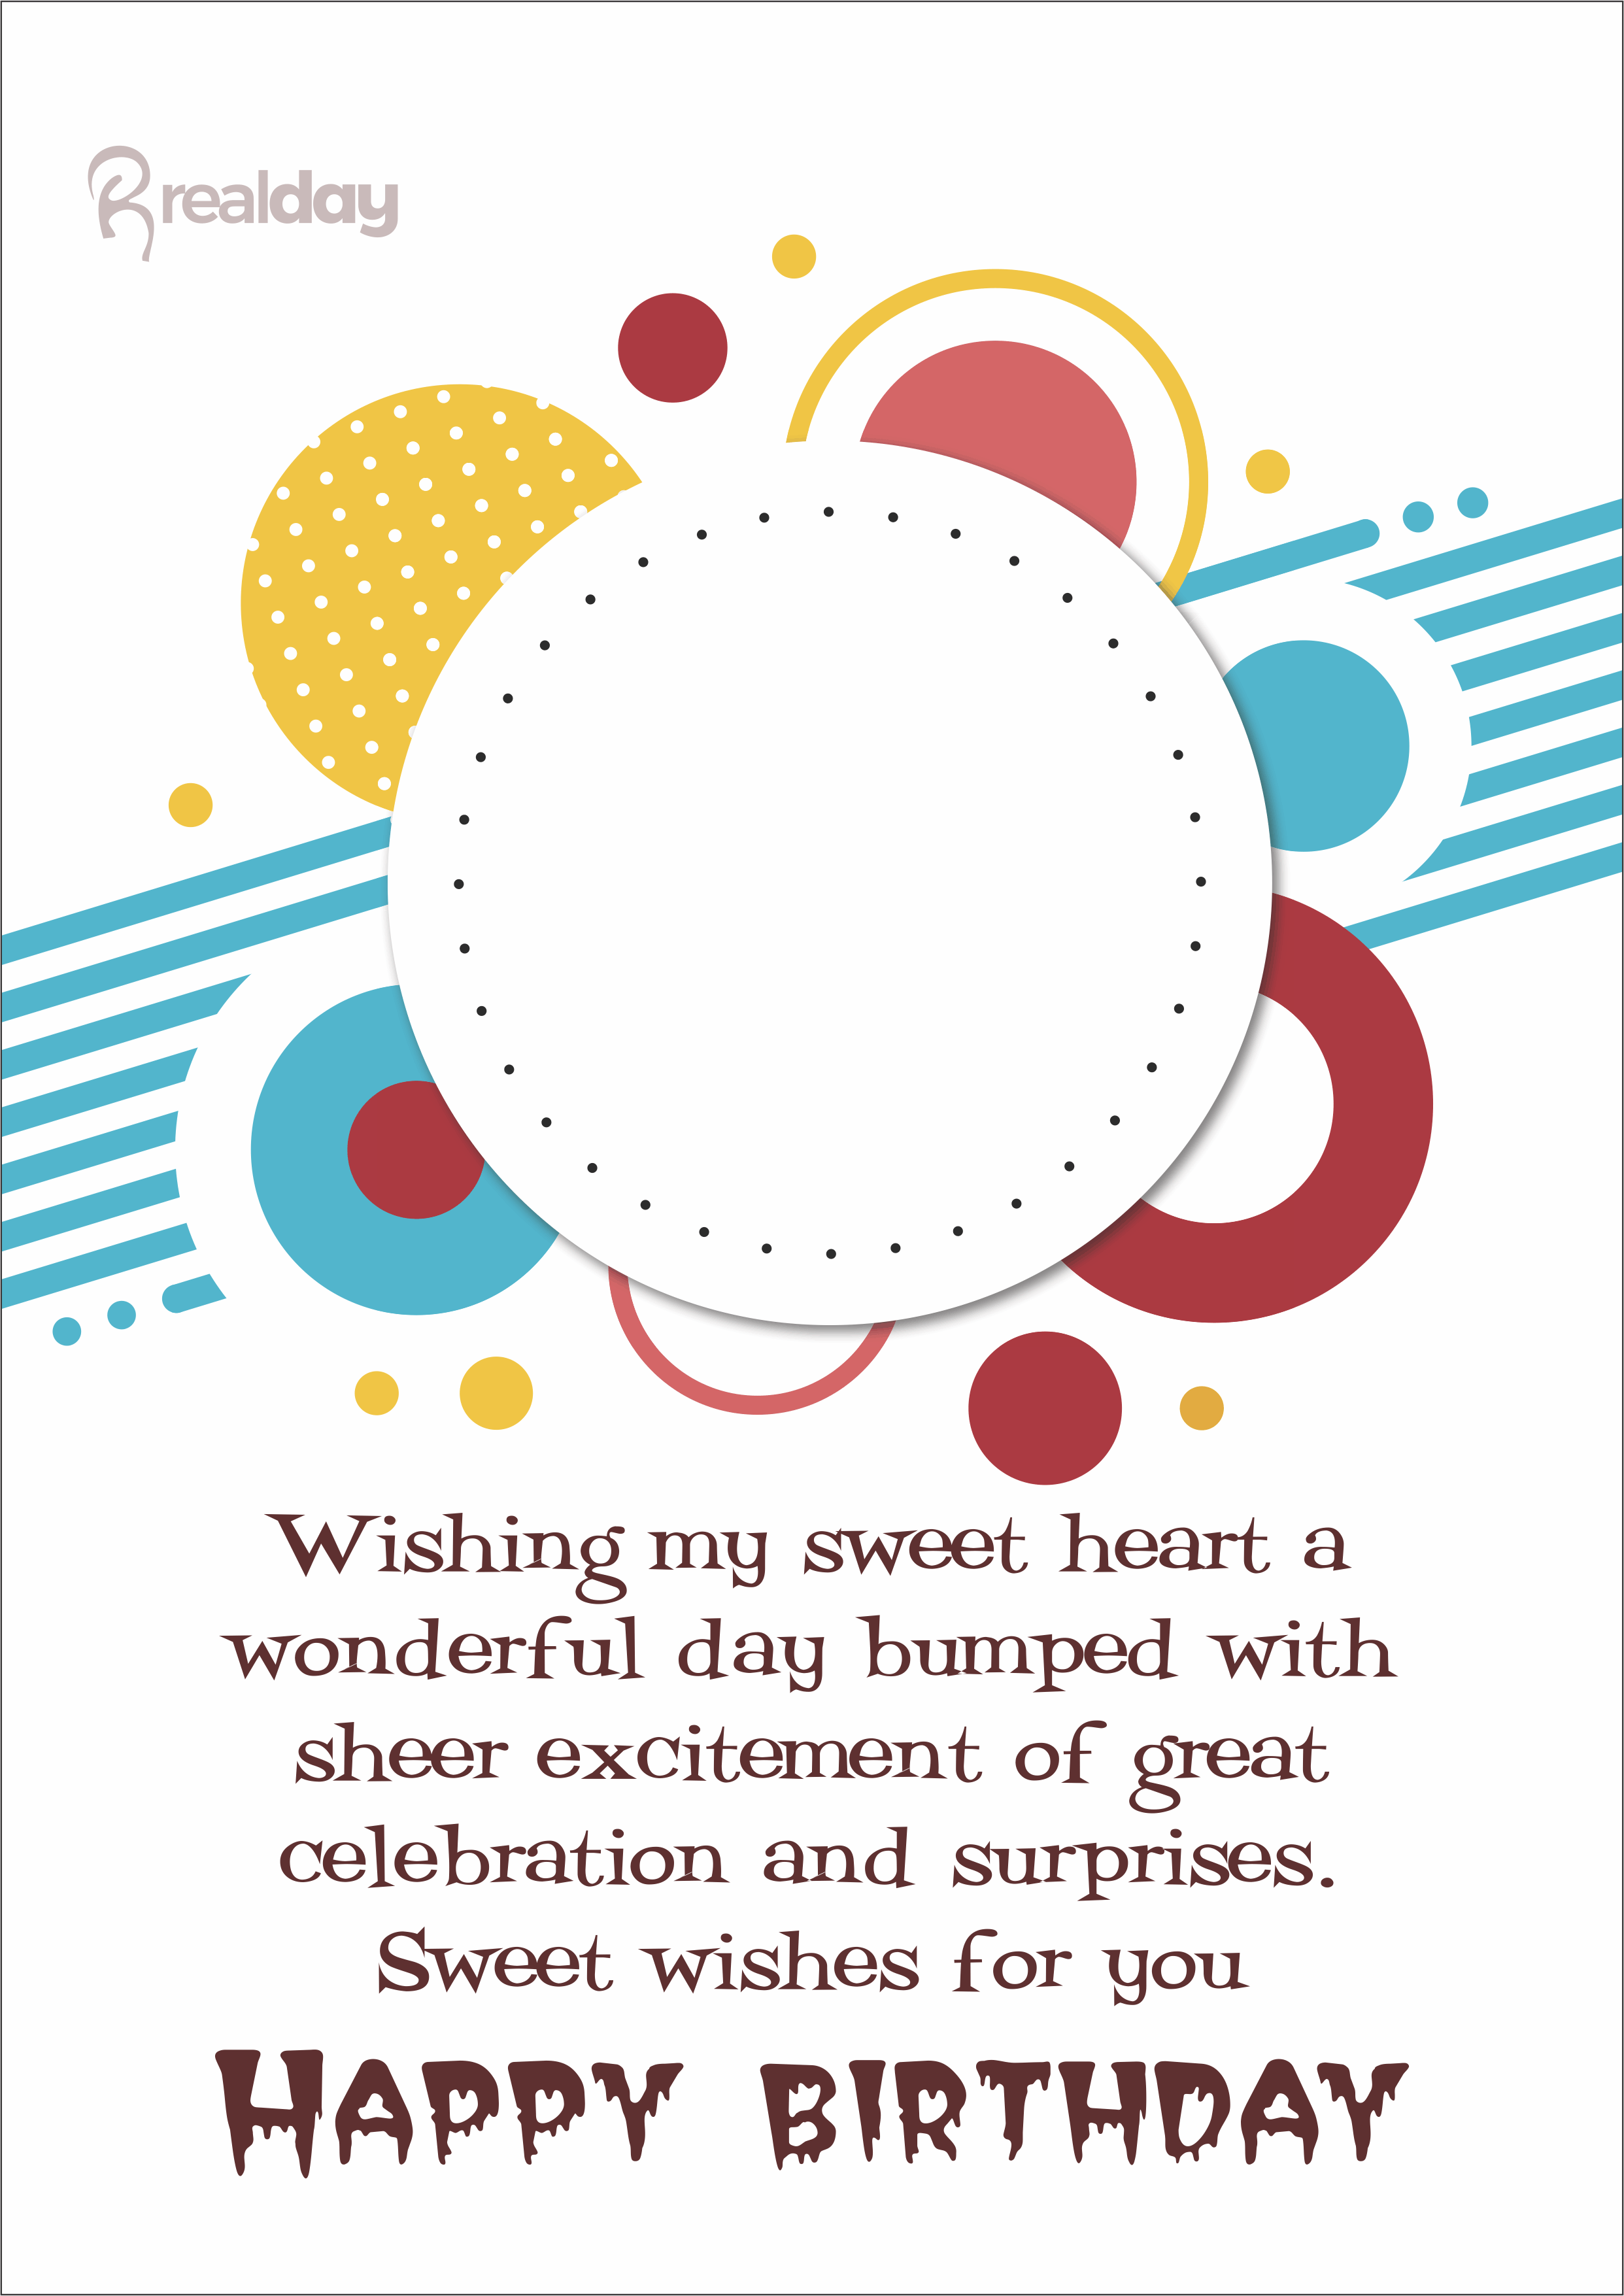 realday
Wishing my sweet heart a
wonderful day bumped with
sheer excitement of great
celebration and surprises.
Sweet wishes for you
HAPPY BIRTHDAY